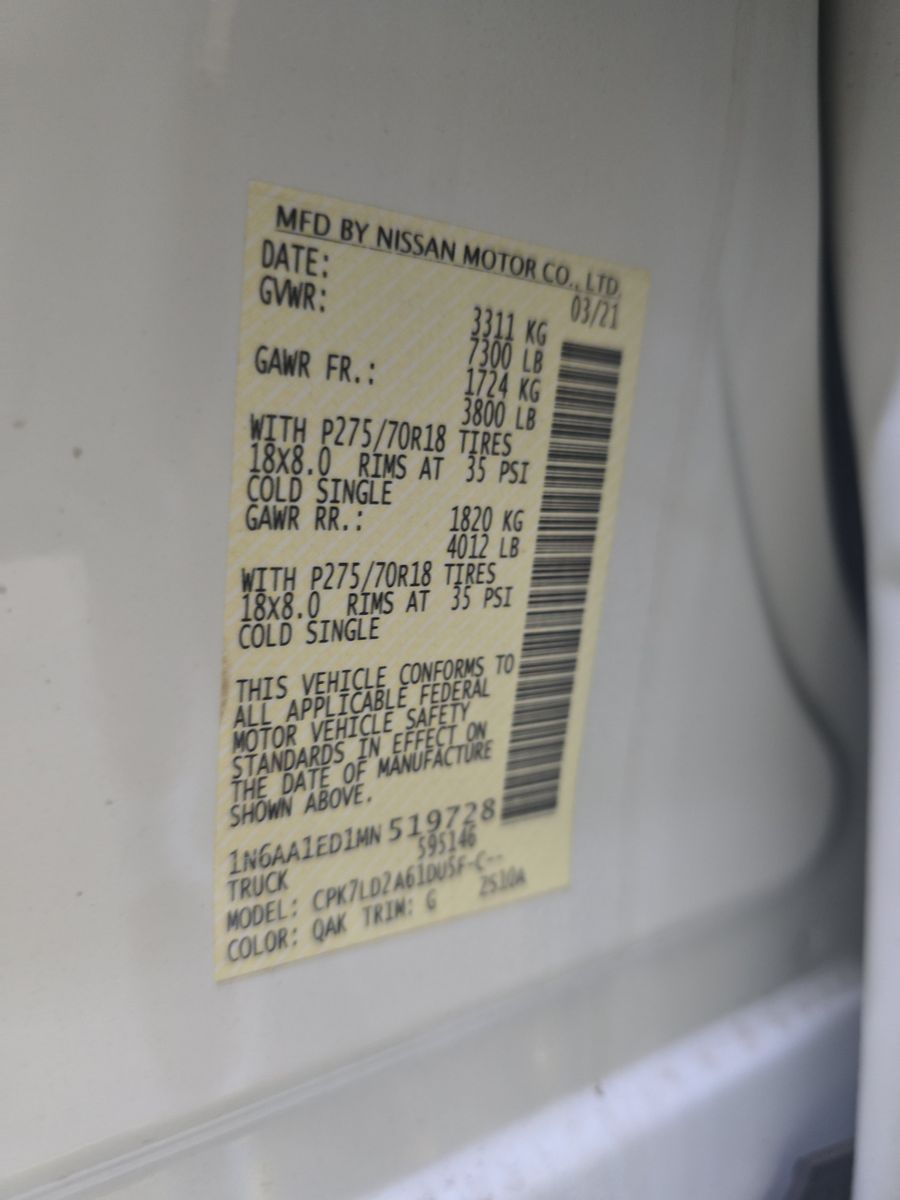 MFD BY NISSAN MOTOR CO., LTD.
DATE: 03/21
GVWR: 3311 KG
7300 LB
GAWR FR.: 1724 KG
3800 LB
WITH P275/70R18 TIRES
18X8.0 RIMS AT 35 PSI
COLD SINGLE
GAWR RR.: 1820 KG
4012 LB
WITH P275/70R18 TIRES
18X8.0 RIMS AT 35 PSI
COLD SINGLE
THIS VEHICLE CONFORMS TO
ALL APPLICABLE FEDERAL
MOTOR VEHICLE SAFETY
STANDARDS IN EFFECT ON
THE DATE OF MANUFACTURE
SHOWN ABOVE.
1N6AA1ED1MN 519728
TRUCK 595146
MODEL: CPK7LD2A61DU5F-C--
COLOR: QAK TRIM: G 2510A